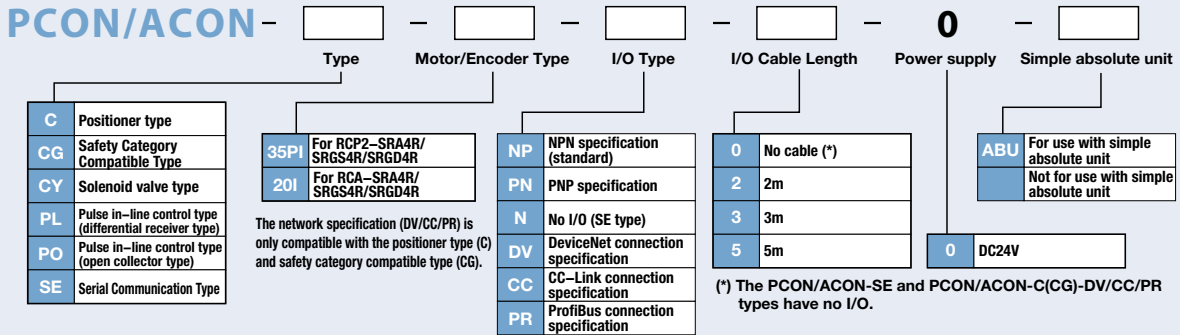 PCON/ACON- – – – – 0 –
Type
Motor/Encoder Type
I/O Type
I/O Cable Length
Power supply
Simple absolute unit
C Positioner type
CG Safety Category
Compatible Type
CY Solenoid valve type
PL Pulse in–line control type
(differential receiver type)
PO Pulse in–line control type
(open collector type)
SE Serial Communication Type
35PI For RCP2–SRA4R/
SRGS4R/SRGD4R
20I For RCA–SRA4R/
SRGS4R/SRGD4R
The network specification (DV/CC/PR) is
only compatible with the positioner type (C)
and safety category compatible type (CG).
NP NPN specification
(standard)
PN PNP specification
N No I/O (SE type)
DV DeviceNet connection
specification
CC CC–Link connection
specification
PR ProfiBus connection
specification
0 No cable (*)
2 2m
3 3m
5 5m
(*) The PCON/ACON-SE and PCON/ACON-C(CG)-DV/CC/PR
types have no I/O.
0 DC24V
ABU For use with simple
absolute unit
Not for use with simple
absolute unit